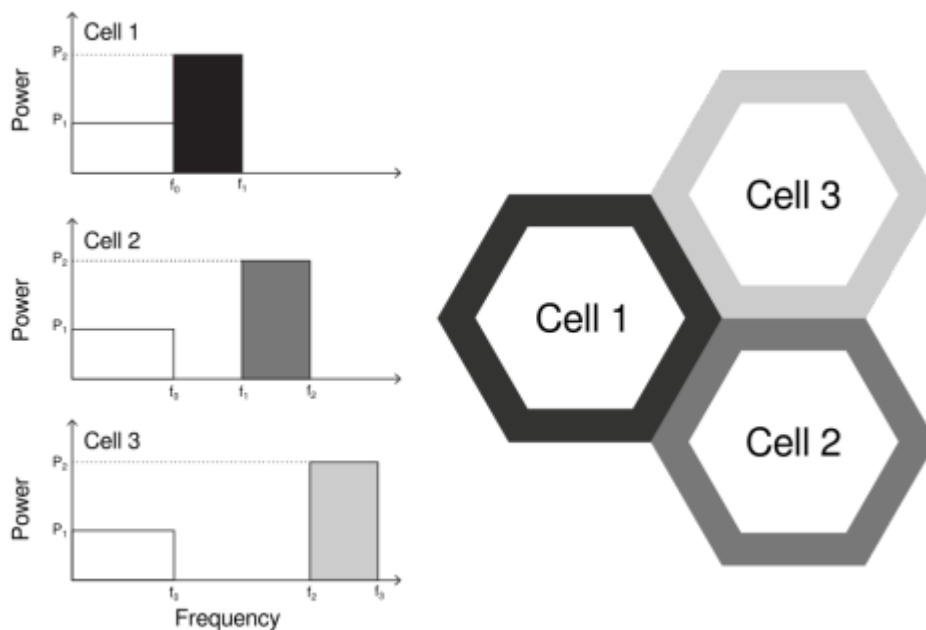 Cell 1
P₂
P₁
Power
f₀ f₁
Cell 2
P₂
P₁
Power
f₀ f₁ f₂
Cell 3
P₂
P₁
Power
f₀ f₂ f₃
Frequency
Cell 3
Cell 1
Cell 2